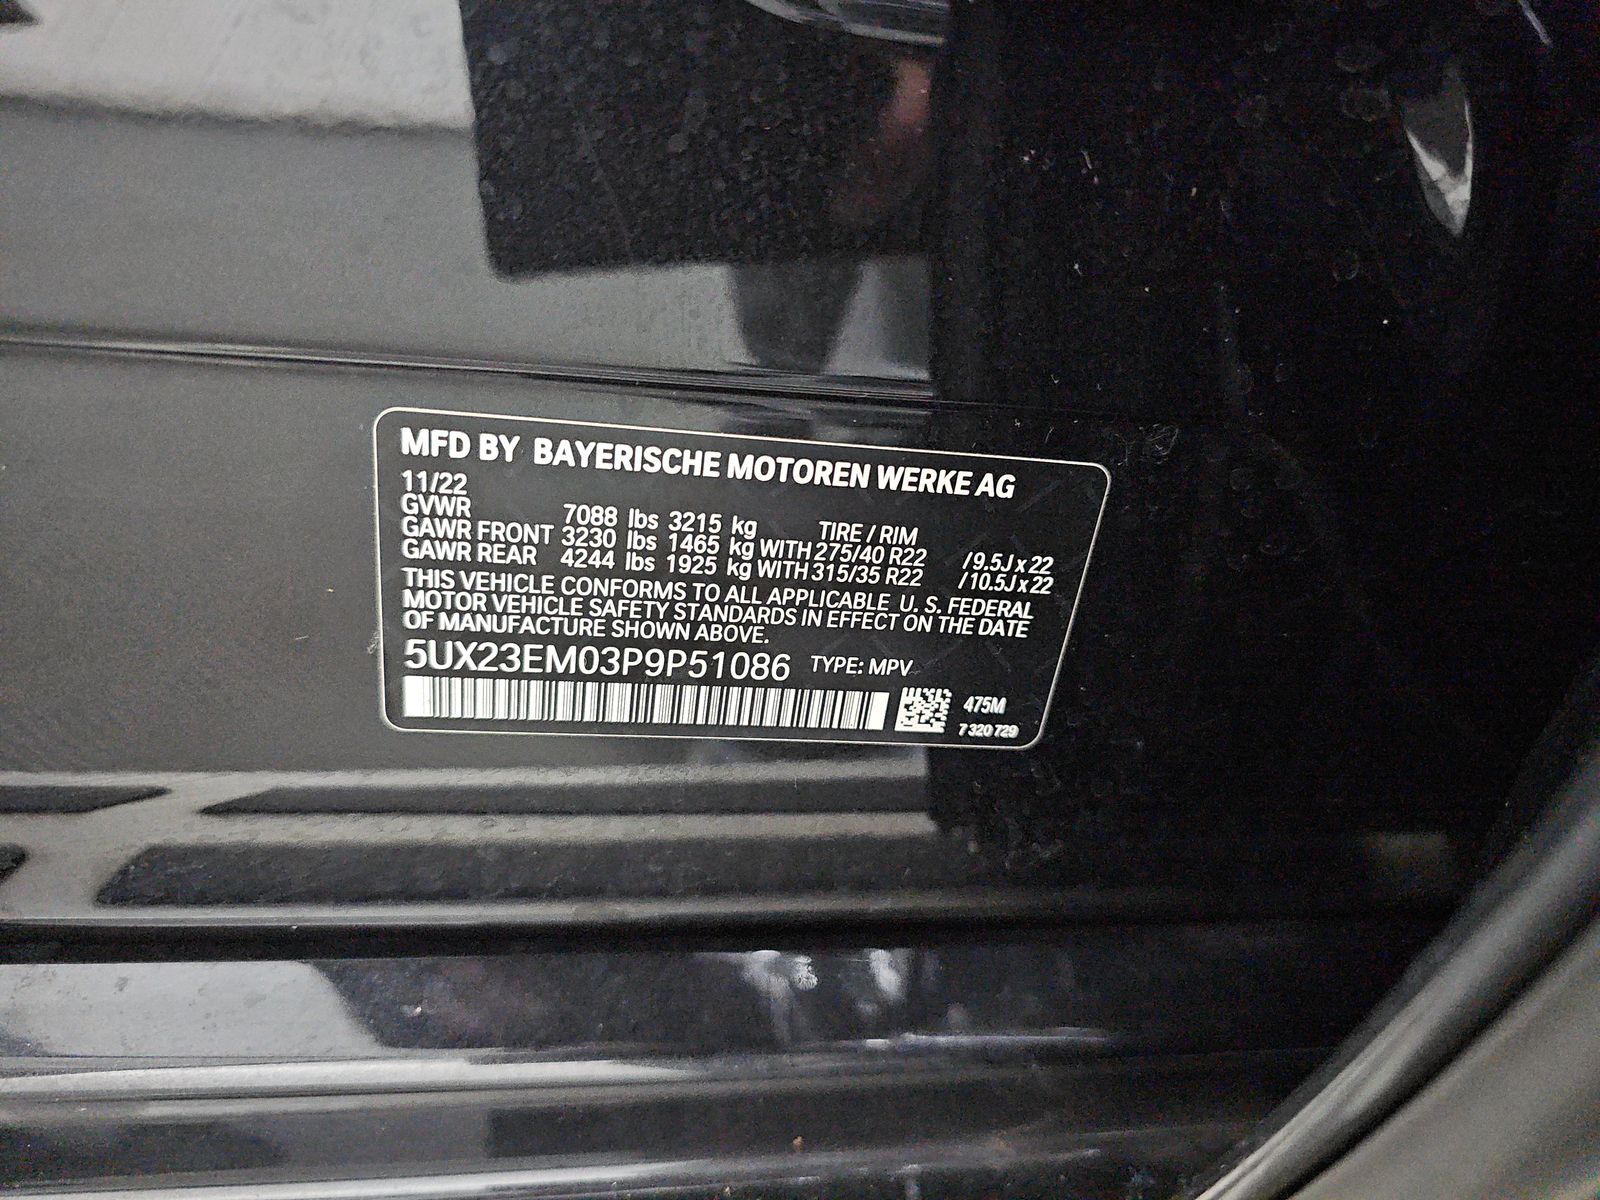 MFD BY BAYERISCHE MOTOREN WERKE AG
11/22
GVWR 7088 lbs 3215 kg TIRE / RIM
GAWR FRONT 3230 lbs 1465 kg WITH 275/40 R22 /9.5J x 22
GAWR REAR 4244 lbs 1925 kg WITH 315/35 R22 /10.5J x 22
THIS VEHICLE CONFORMS TO ALL APPLICABLE U. S. FEDERAL
MOTOR VEHICLE SAFETY STANDARDS IN EFFECT ON THE DATE
OF MANUFACTURE SHOWN ABOVE.
5UX23EM03P9P51086 TYPE: MPV
475M
7 320 729